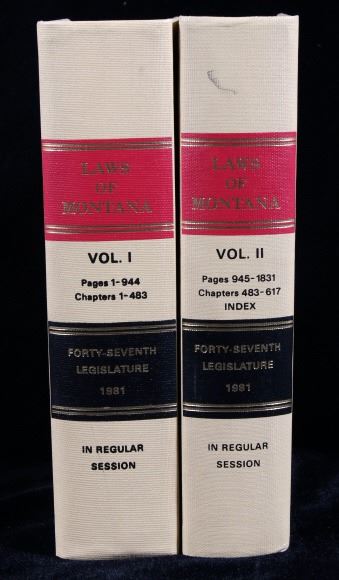 LAWS
OF
MONTANA
VOL. I
Pages 1-944
Chapters 1-483
FORTY-SEVENTH
LEGISLATURE
1981
IN REGULAR
SESSION
LAWS
OF
MONTANA
VOL. II
Pages 945-1831
Chapters 483-617
INDEX
FORTY-SEVENTH
LEGISLATURE
1981
IN REGULAR
SESSION